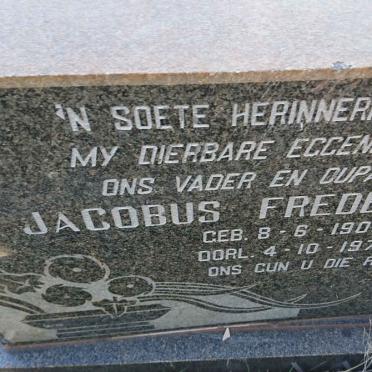 'N SOETE HERINNER
MY DIERBARE EGGEN
ONS VADER EN OUPA
JACOBUS FREDE
GEB. 8-6-190
OORL. 4-10-197
ONS GUN U DIE R